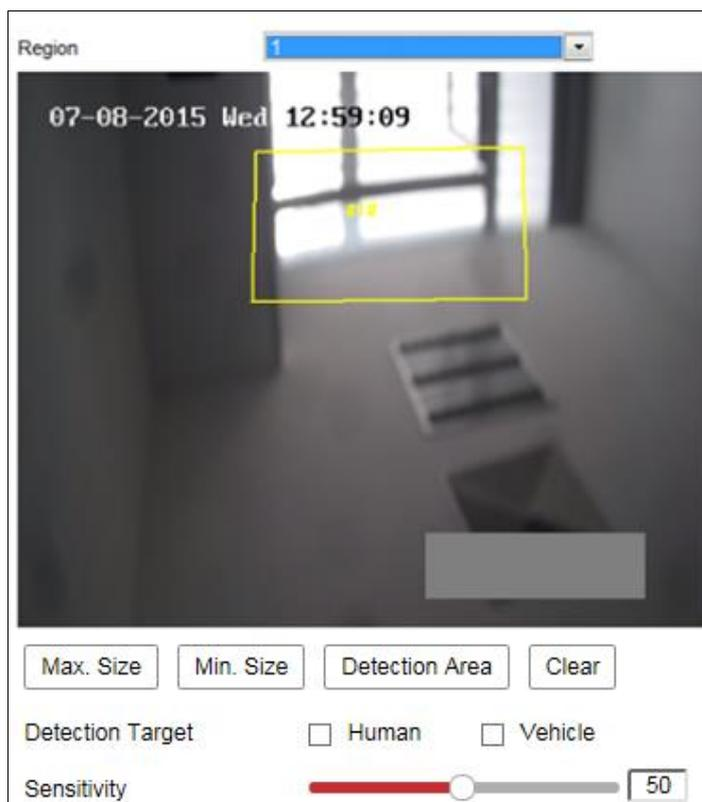 Region 1
07-08-2015 Wed 12:59:09
#1#
Max. Size Min. Size Detection Area Clear
Detection Target Human Vehicle
Sensitivity 50